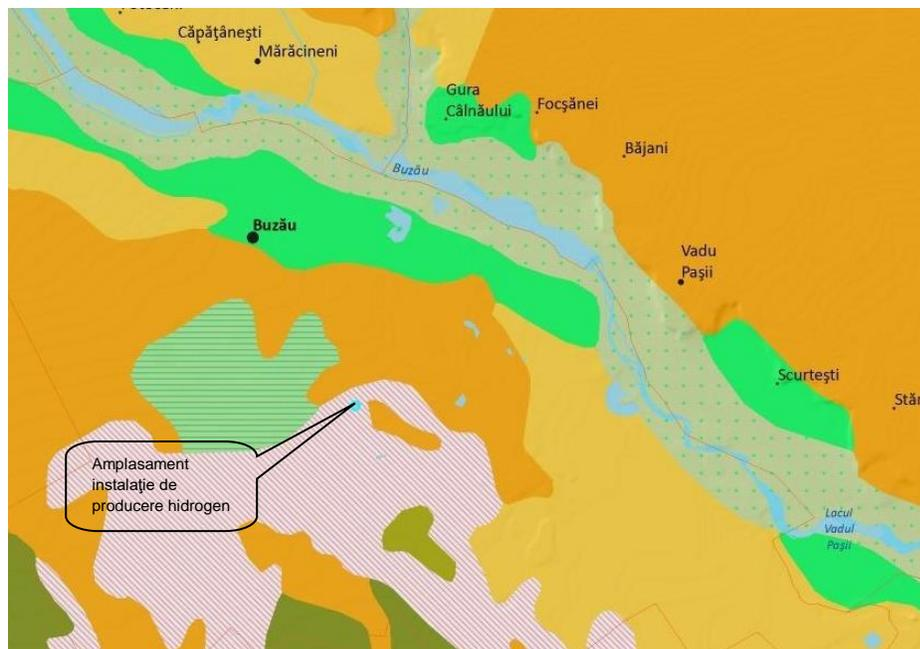 Căpăţâneşti
Mărăcineni
Gura
Câlnăului
Focşănei
Băjani
Buzău
Buzău
Vadu
Paşii
Scurteşti
Amplasament
instalaţie de
producere hidrogen
Lacul
Vadul
Paşii